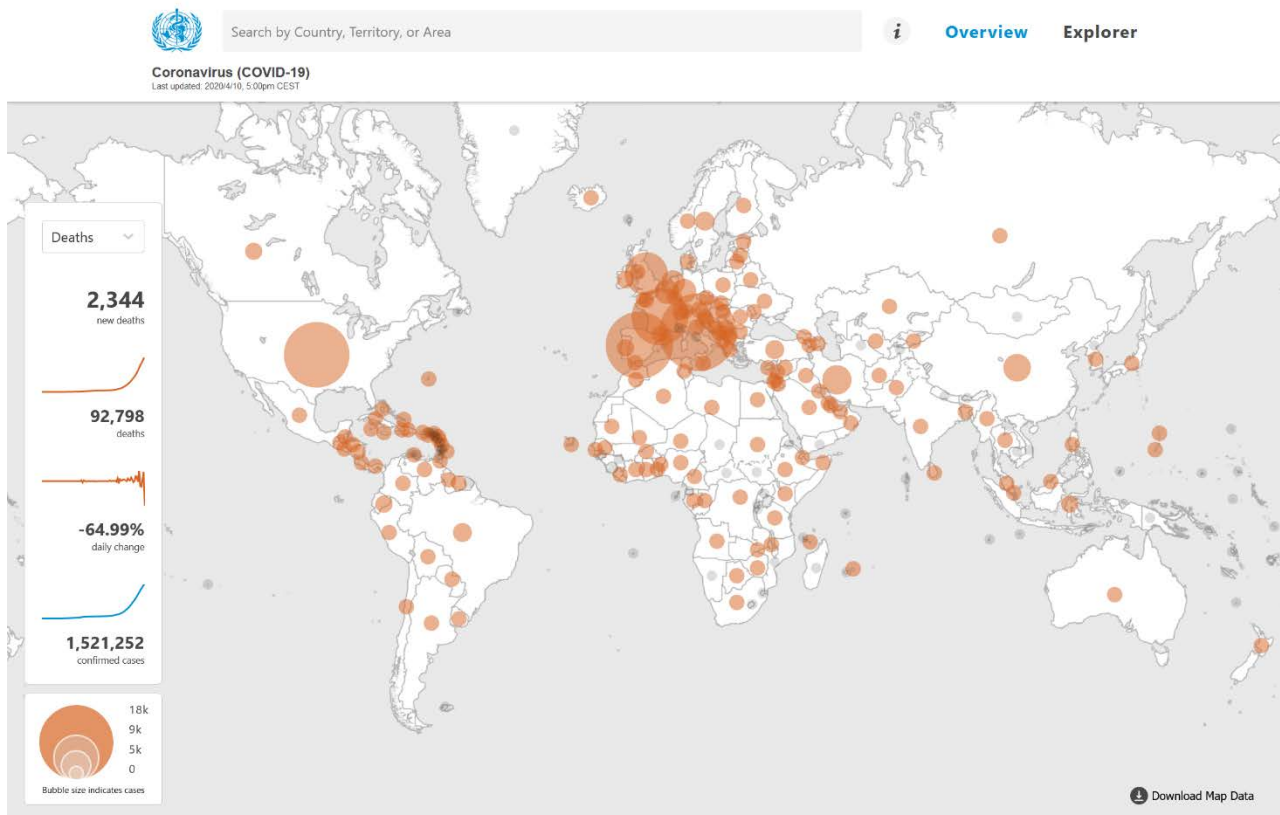 Search by Country, Territory, or Area
i
Overview
Explorer
Coronavirus (COVID-19)
Last updated: 2020/4/10, 5:00pm CEST
Deaths
2,344
new deaths
92,798
deaths
-64.99%
daily change
1,521,252
confirmed cases
18k
9k
5k
0
Bubble size indicates cases
Download Map Data